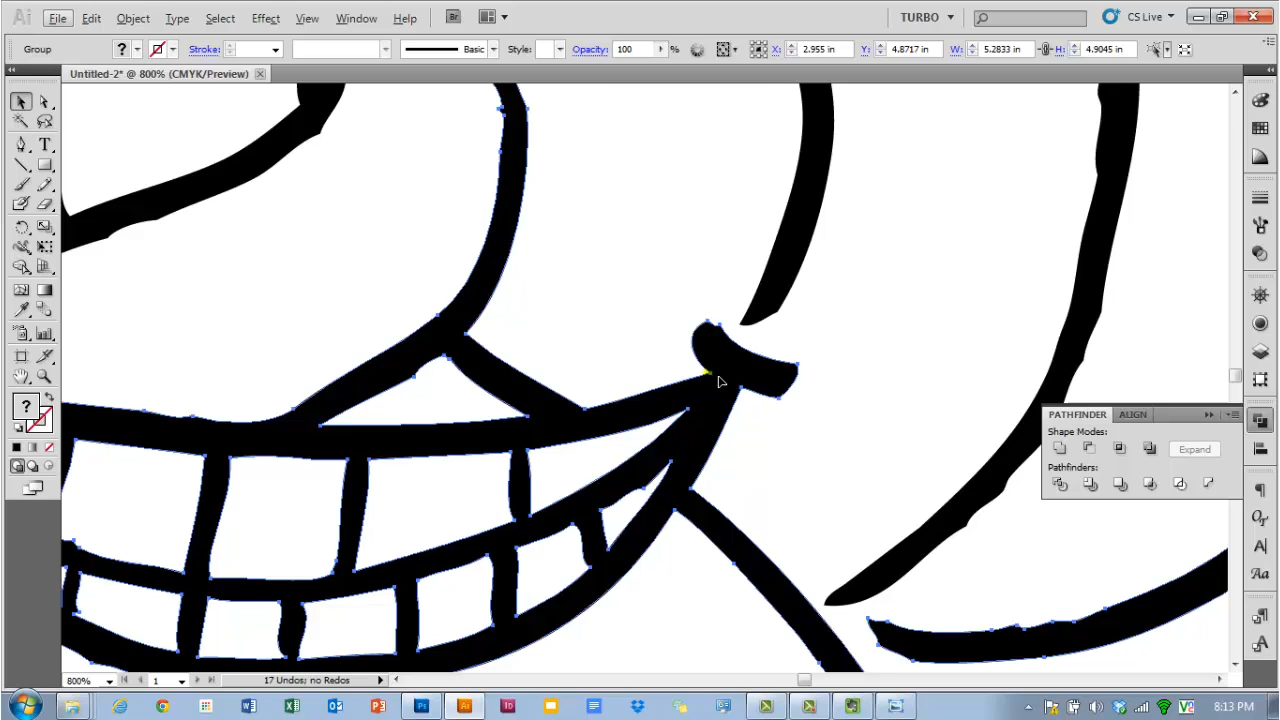 Ai File Edit Object Type Select Effect View Window Help Br TURBO CS Live
Group ? Stroke: Basic Style: Opacity: 100 % X: 2.955 in Y: 4.8717 in W: 5.2833 in H: 4.9045 in
Untitled-2* @ 800% (CMYK/Preview)
T
?
PATHFINDER ALIGN
Shape Modes:
Expand
Pathfinders:
800% 1 17 Undos; no Redos
8:13 PM